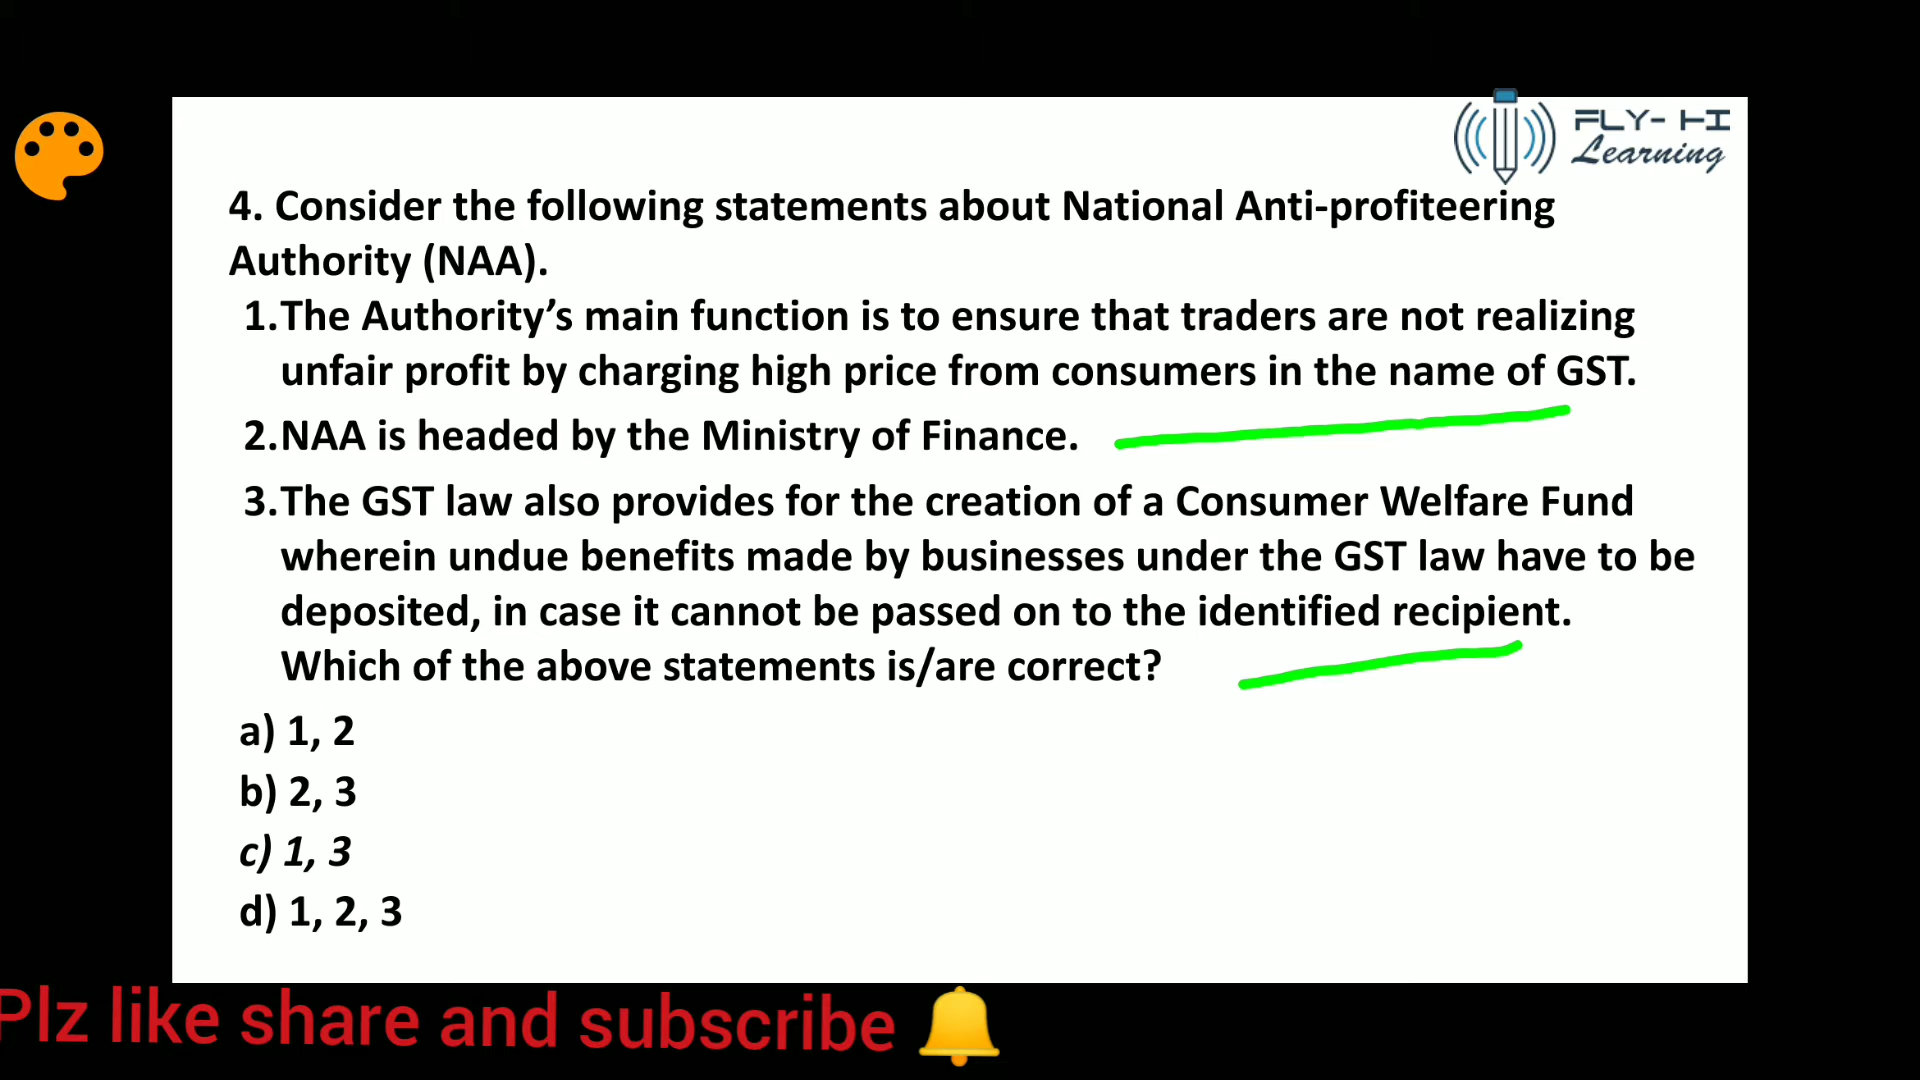 FLY-HI
Learning
4. Consider the following statements about National Anti-profiteering
Authority (NAA).
1.The Authority’s main function is to ensure that traders are not realizing
unfair profit by charging high price from consumers in the name of GST.
2.NAA is headed by the Ministry of Finance.
3.The GST law also provides for the creation of a Consumer Welfare Fund
wherein undue benefits made by businesses under the GST law have to be
deposited, in case it cannot be passed on to the identified recipient.
Which of the above statements is/are correct?
a) 1, 2
b) 2, 3
c) 1, 3
d) 1, 2, 3
Plz like share and subscribe